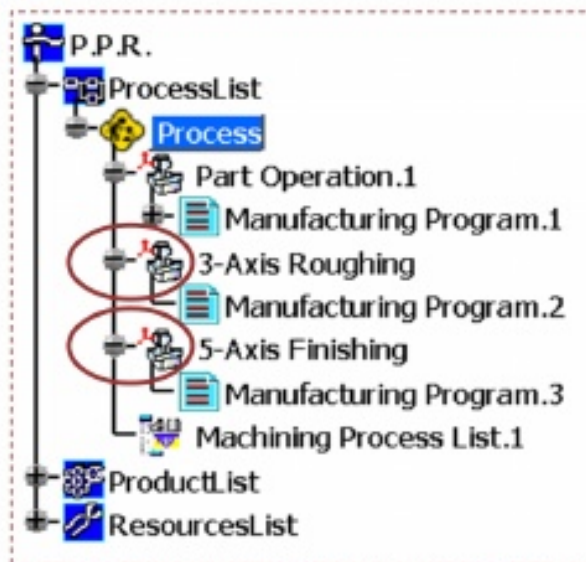 P.P.R.
ProcessList
Process
Part Operation.1
Manufacturing Program.1
3-Axis Roughing
Manufacturing Program.2
5-Axis Finishing
Manufacturing Program.3
Machining Process List.1
ProductList
ResourcesList